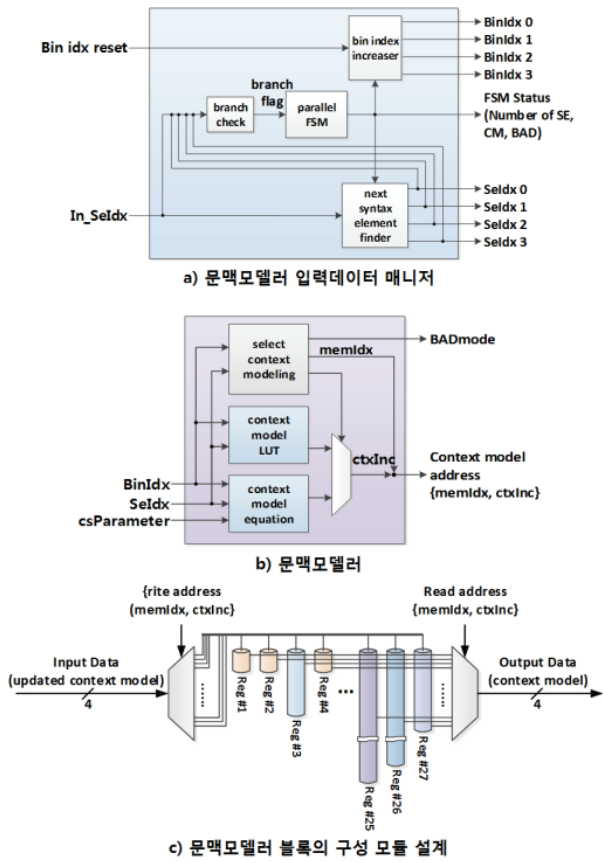 Bin idx reset
bin index
increaser
BinIdx 0
BinIdx 1
BinIdx 2
BinIdx 3
branch
flag
branch
check
parallel
FSM
FSM Status
(Number of SE,
CM, BAD)
In_SeIdx
next
syntax
element
finder
SeIdx 0
SeIdx 1
SeIdx 2
SeIdx 3
a) 문맥모델러 입력데이터 매니저
select
context
modeling
memIdx
BADmode
context
model
LUT
ctxInc
Context model
address
{memIdx, ctxInc}
BinIdx
SeIdx
csParameter
context
model
equation
b) 문맥모델러
{rite address
(memIdx, ctxInc}
Read address
{memIdx, ctxInc}
Input Data
(updated context model)
4
......
Reg #1
Reg #2
Reg #3
Reg #4
...
Reg #25
Reg #26
Reg #27
......
Output Data
(context model)
4
c) 문맥모델러 블록의 구성 모듈 설계